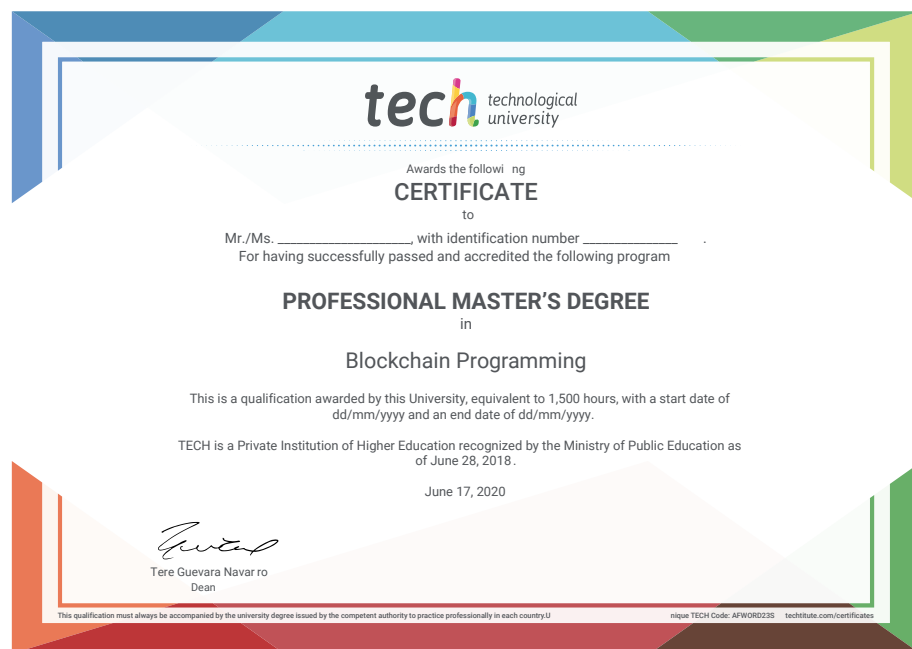 tech technological
university
Awards the followi ng
CERTIFICATE
to
Mr./Ms. _____________________, with identification number _______________ .
For having successfully passed and accredited the following program
PROFESSIONAL MASTER'S DEGREE
in
Blockchain Programming
This is a qualification awarded by this University, equivalent to 1,500 hours, with a start date of
dd/mm/yyyy and an end date of dd/mm/yyyy.
TECH is a Private Institution of Higher Education recognized by the Ministry of Public Education as
of June 28, 2018.
June 17, 2020
Tere Guevara Navar ro
Dean
This qualification must always be accompanied by the university degree issued by the competent authority to practice professionally in each country.U nique TECH Code: AFWORD23S techtitute.com/certificates